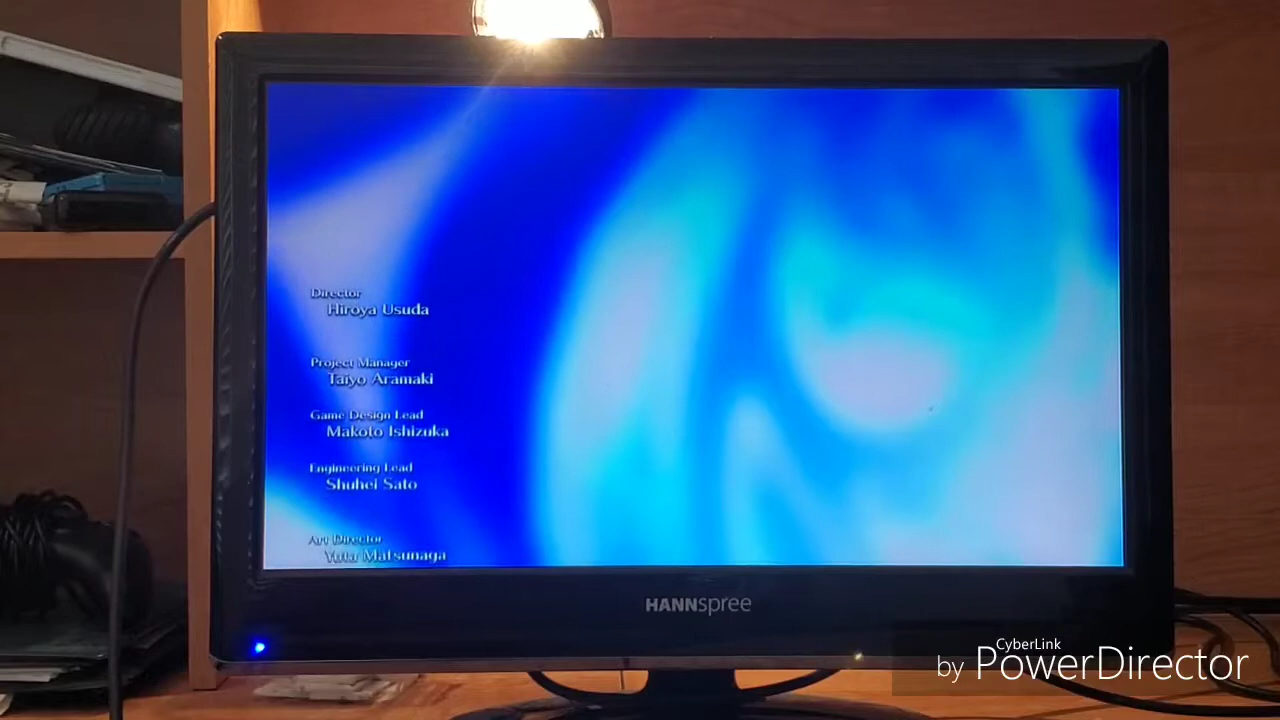 Director
Hiroya Usuda
Project Manager
Taiyo Aramaki
Game Design Lead
Makoto Ishizuka
Engineering Lead
Shuhei Sato
Art Director
Yuta Matsunaga
HANNspree
CyberLink
by PowerDirector